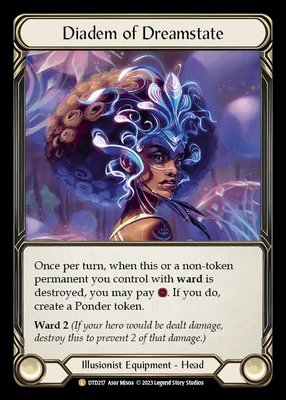 Diadem of Dreamstate
Once per turn, when this or a non-token
permanent you control with ward is
destroyed, you may pay . If you do,
create a Ponder token.
Ward 2 (If your hero would be dealt damage,
destroy this to prevent 2 of that damage.)
Illusionist Equipment - Head
L DTD217 Asur Misoa © 2023 Legend Story Studios